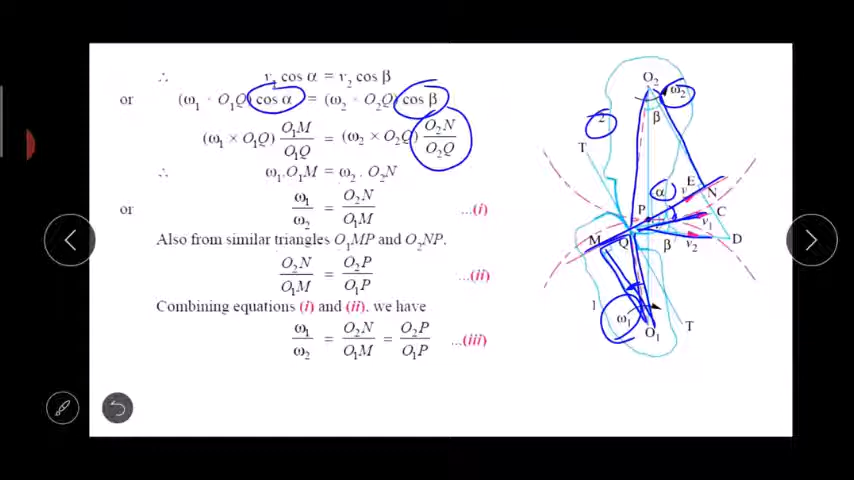 ∴ v₁ cos α = v₂ cos β
or (ω₁ × O₁Q) cos α = (ω₂ × O₂Q) cos β
(ω₁ × O₁Q) O₁M / O₁Q = (ω₂ × O₂Q) O₂N / O₂Q
∴ ω₁.O₁M = ω₂ . O₂N
or ω₁ / ω₂ = O₂N / O₁M ...(i)
Also from similar triangles O₁MP and O₂NP,
O₂N / O₁M = O₂P / O₁P ...(ii)
Combining equations (i) and (ii), we have
ω₁ / ω₂ = O₂N / O₁M = O₂P / O₁P ...(iii)
O₂
ω₂
β
2
T
α
E
N
v
P
C
v₁
M
Q
β
v₂
D
1
ω₁
O₁
T